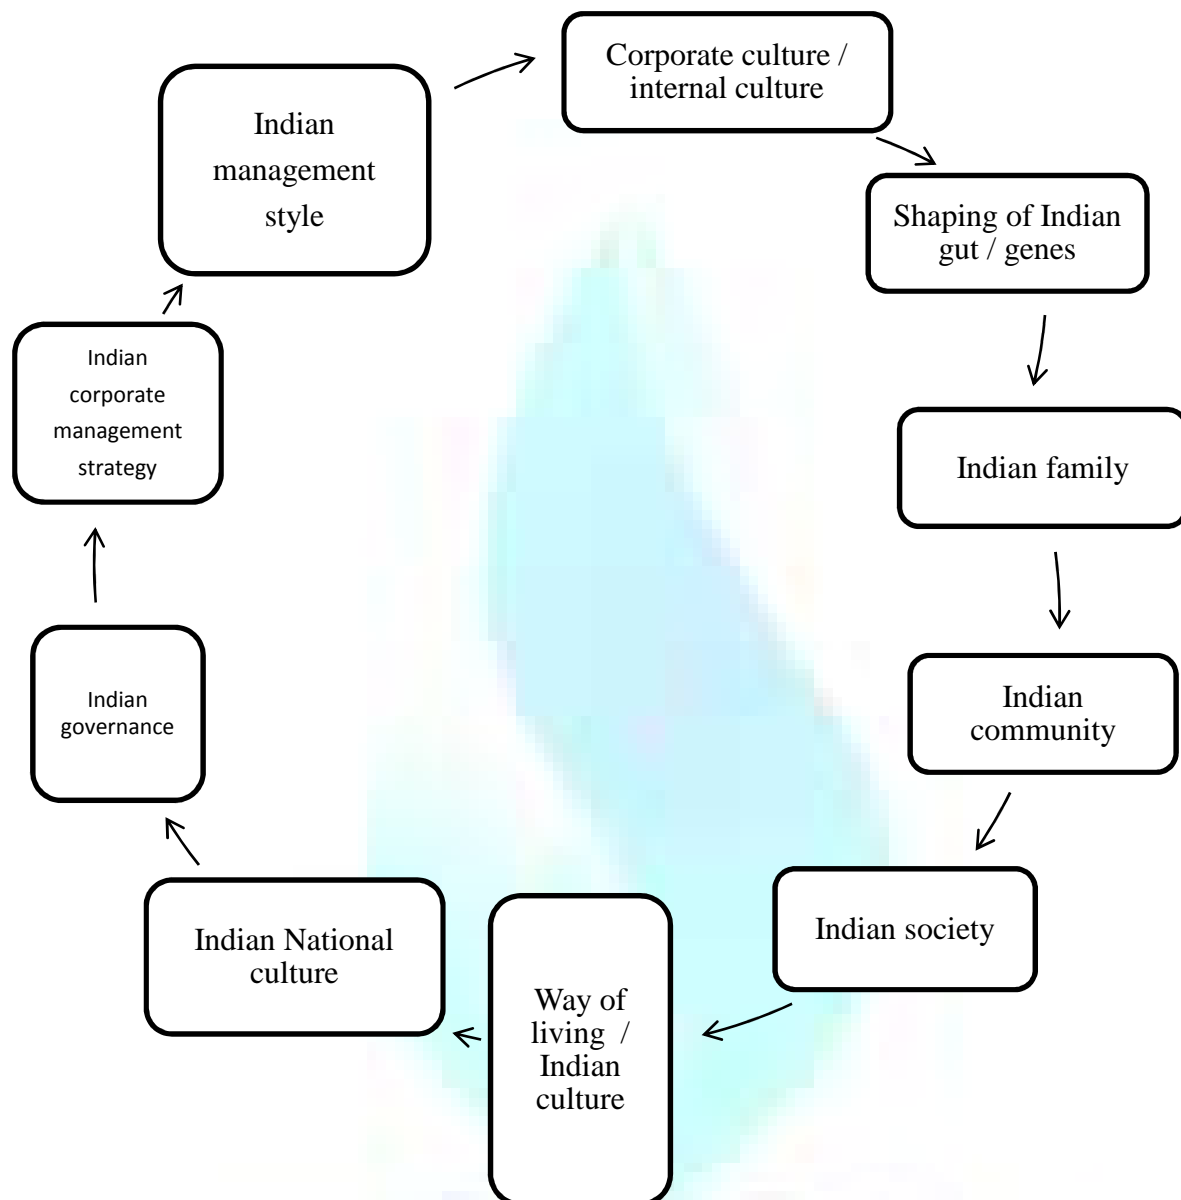 Corporate culture /
internal culture
Indian
management
style
Shaping of Indian
gut / genes
Indian
corporate
management
strategy
Indian family
Indian
governance
Indian
community
Indian society
Indian National
culture
Way of
living /
Indian
culture